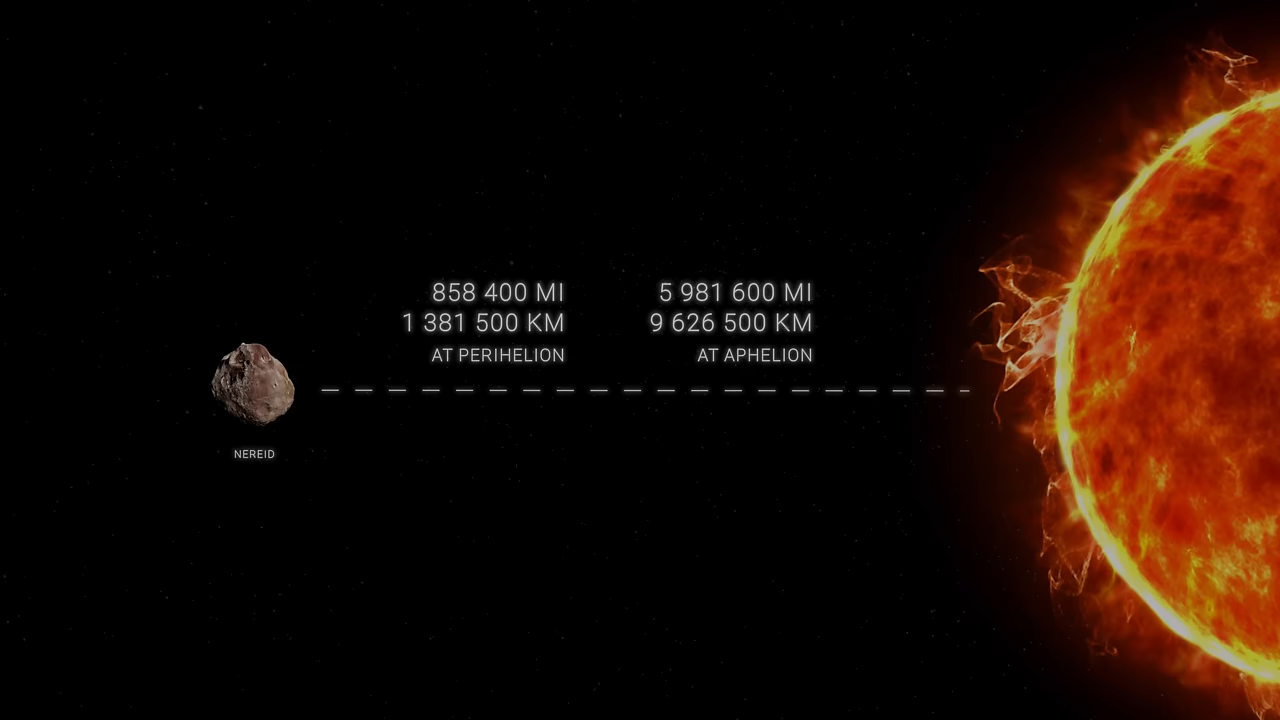 858 400 MI
1 381 500 KM
AT PERIHELION
5 981 600 MI
9 626 500 KM
AT APHELION
NEREID